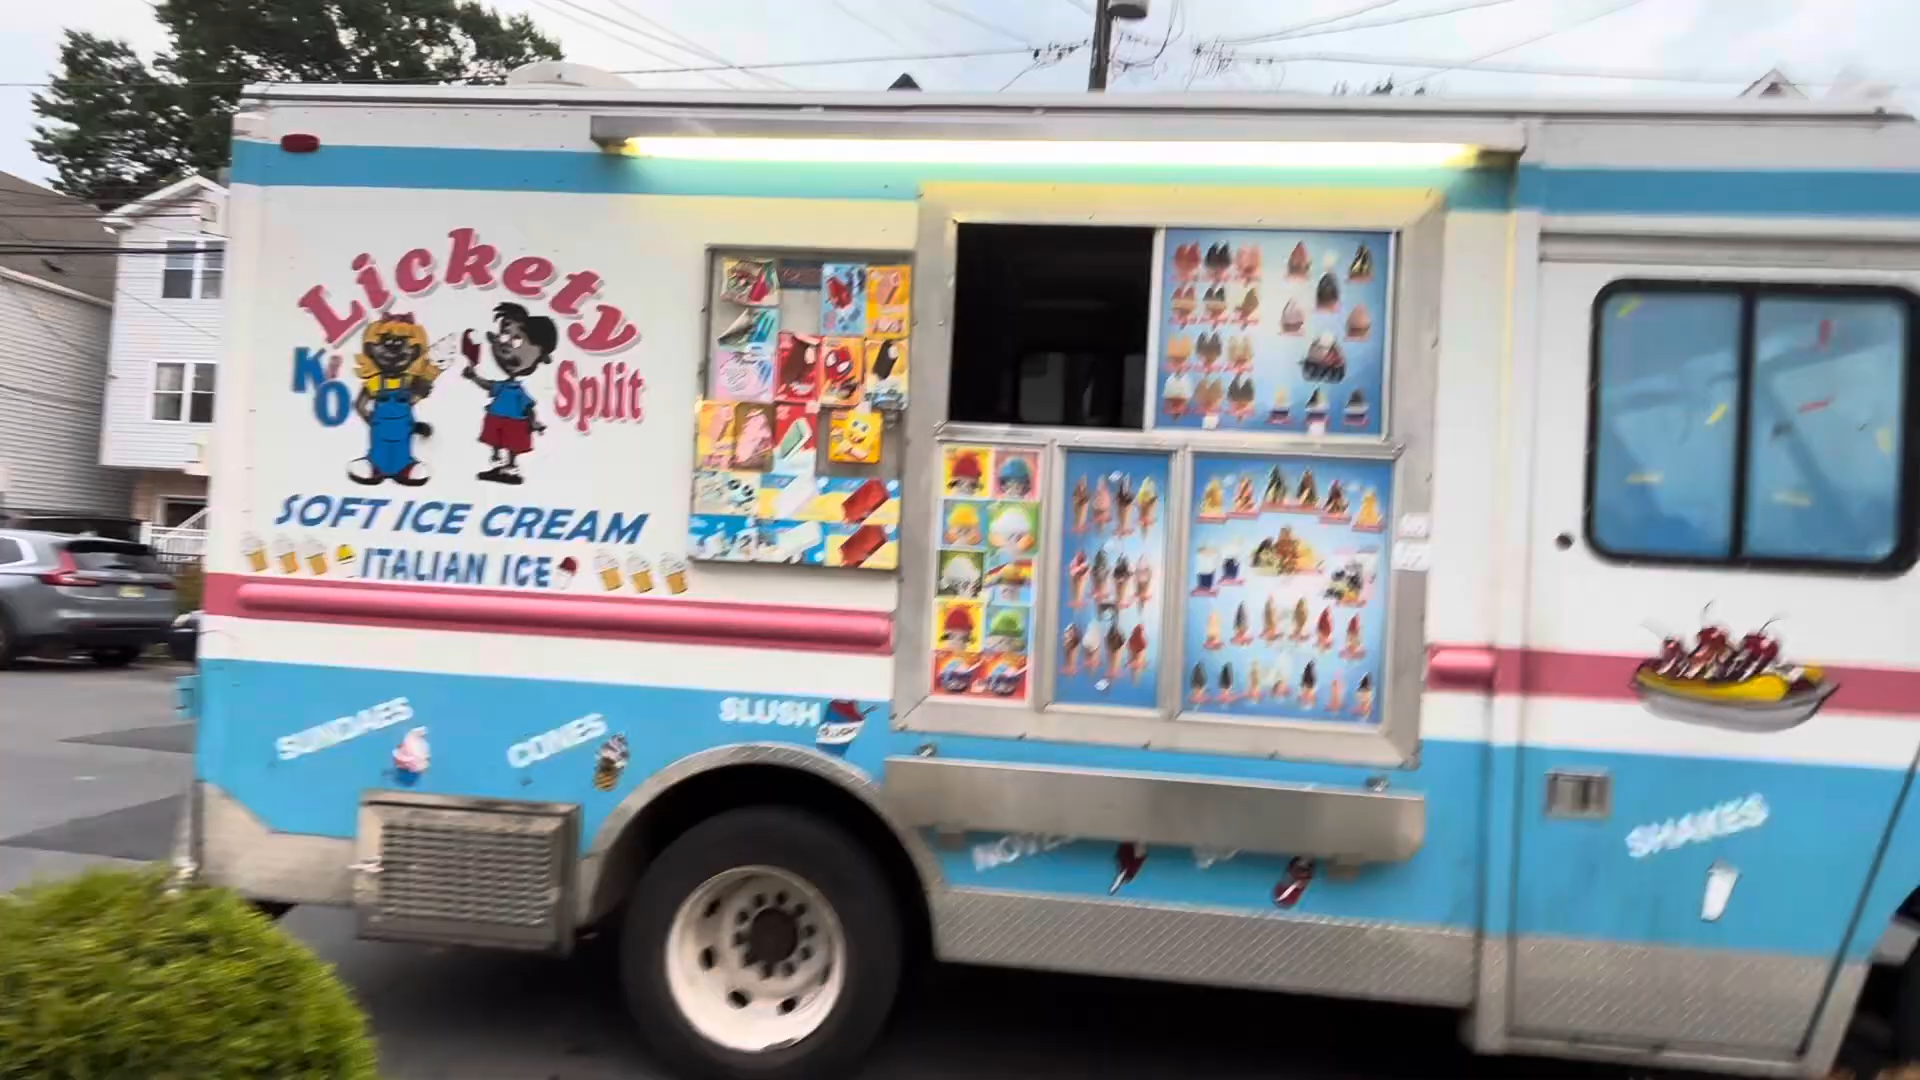 Lickety
KO
Split
SOFT ICE CREAM
ITALIAN ICE
SUNDAES
CONES
SLUSH
SHAKES